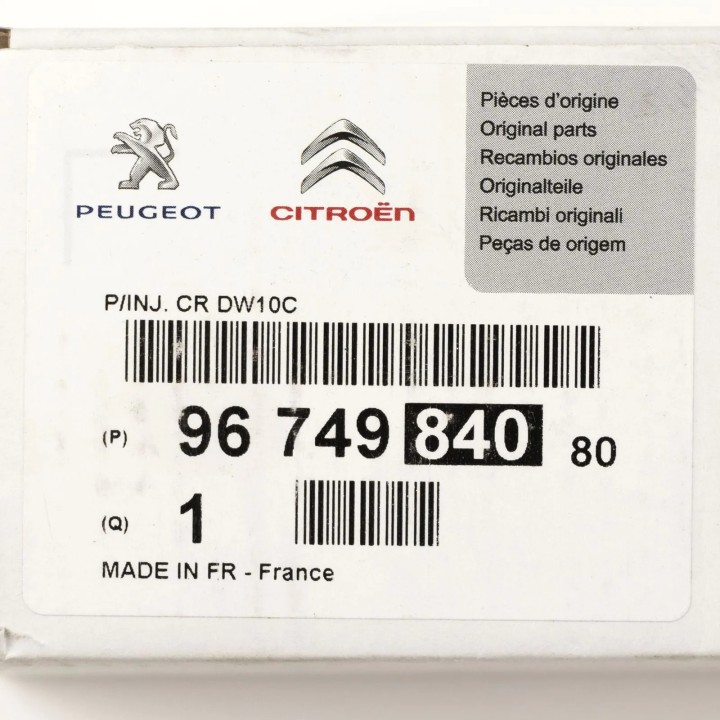 PEUGEOT
CITROËN
Pièces d'origine
Original parts
Recambios originales
Originalteile
Ricambi originali
Peças de origem
P/INJ. CR DW10C
(P) 96 749 840 80
(Q) 1
MADE IN FR - France